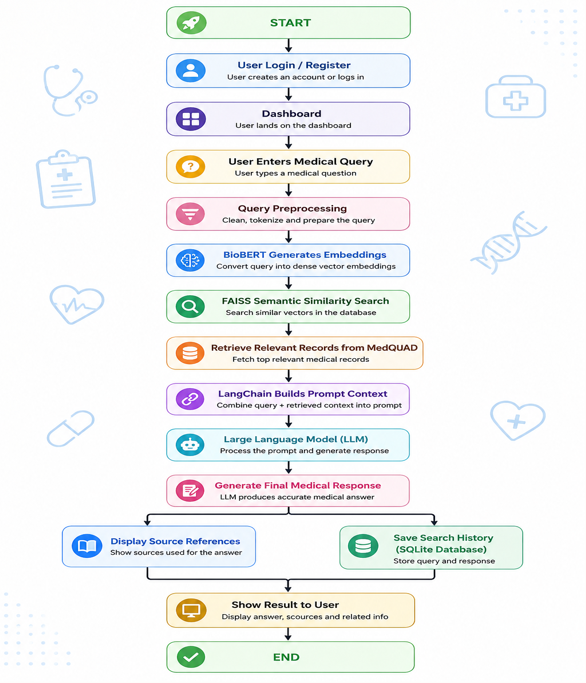 START
User Login / Register
User creates an account or logs in
Dashboard
User lands on the dashboard
User Enters Medical Query
User types a medical question
Query Preprocessing
Clean, tokenize and prepare the query
BioBERT Generates Embeddings
Convert query into dense vector embeddings
FAISS Semantic Similarity Search
Search similar vectors in the database
Retrieve Relevant Records from MedQUAD
Fetch top relevant medical records
LangChain Builds Prompt Context
Combine query + retrieved context into prompt
Large Language Model (LLM)
Process the prompt and generate response
Generate Final Medical Response
LLM produces accurate medical answer
Display Source References
Show sources used for the answer
Save Search History
(SQLite Database)
Store query and response
Show Result to User
Display answer, scources and related info
END